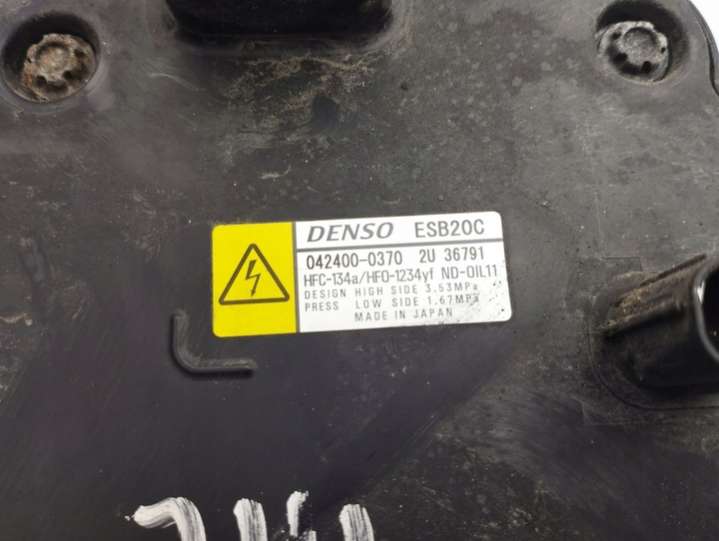 DENSO ESB20C
042400-0370 2U 36791
HFC-134a/HFO-1234yf ND-OIL11
DESIGN HIGH SIDE 3.53MPa
PRESS LOW SIDE 1.67MPa
MADE IN JAPAN